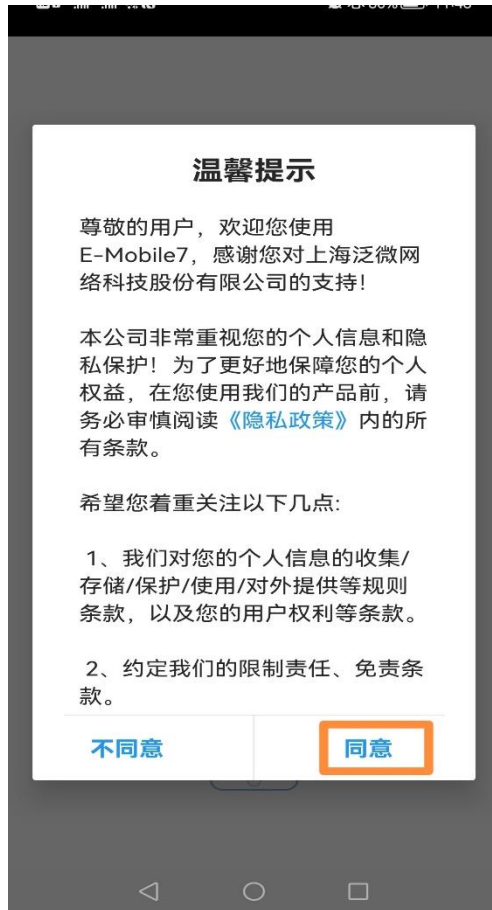 温馨提示
尊敬的用户，欢迎您使用
E-Mobile7，感谢您对上海泛微网
络科技股份有限公司的支持！
本公司非常重视您的个人信息和隐
私保护！为了更好地保障您的个人
权益，在您使用我们的产品前，请
务必审慎阅读《隐私政策》内的所
有条款。
希望您着重关注以下几点:
1、我们对您的个人信息的收集/
存储/保护/使用/对外提供等规则
条款，以及您的用户权利等条款。
2、约定我们的限制责任、免责条
款。
不同意
同意